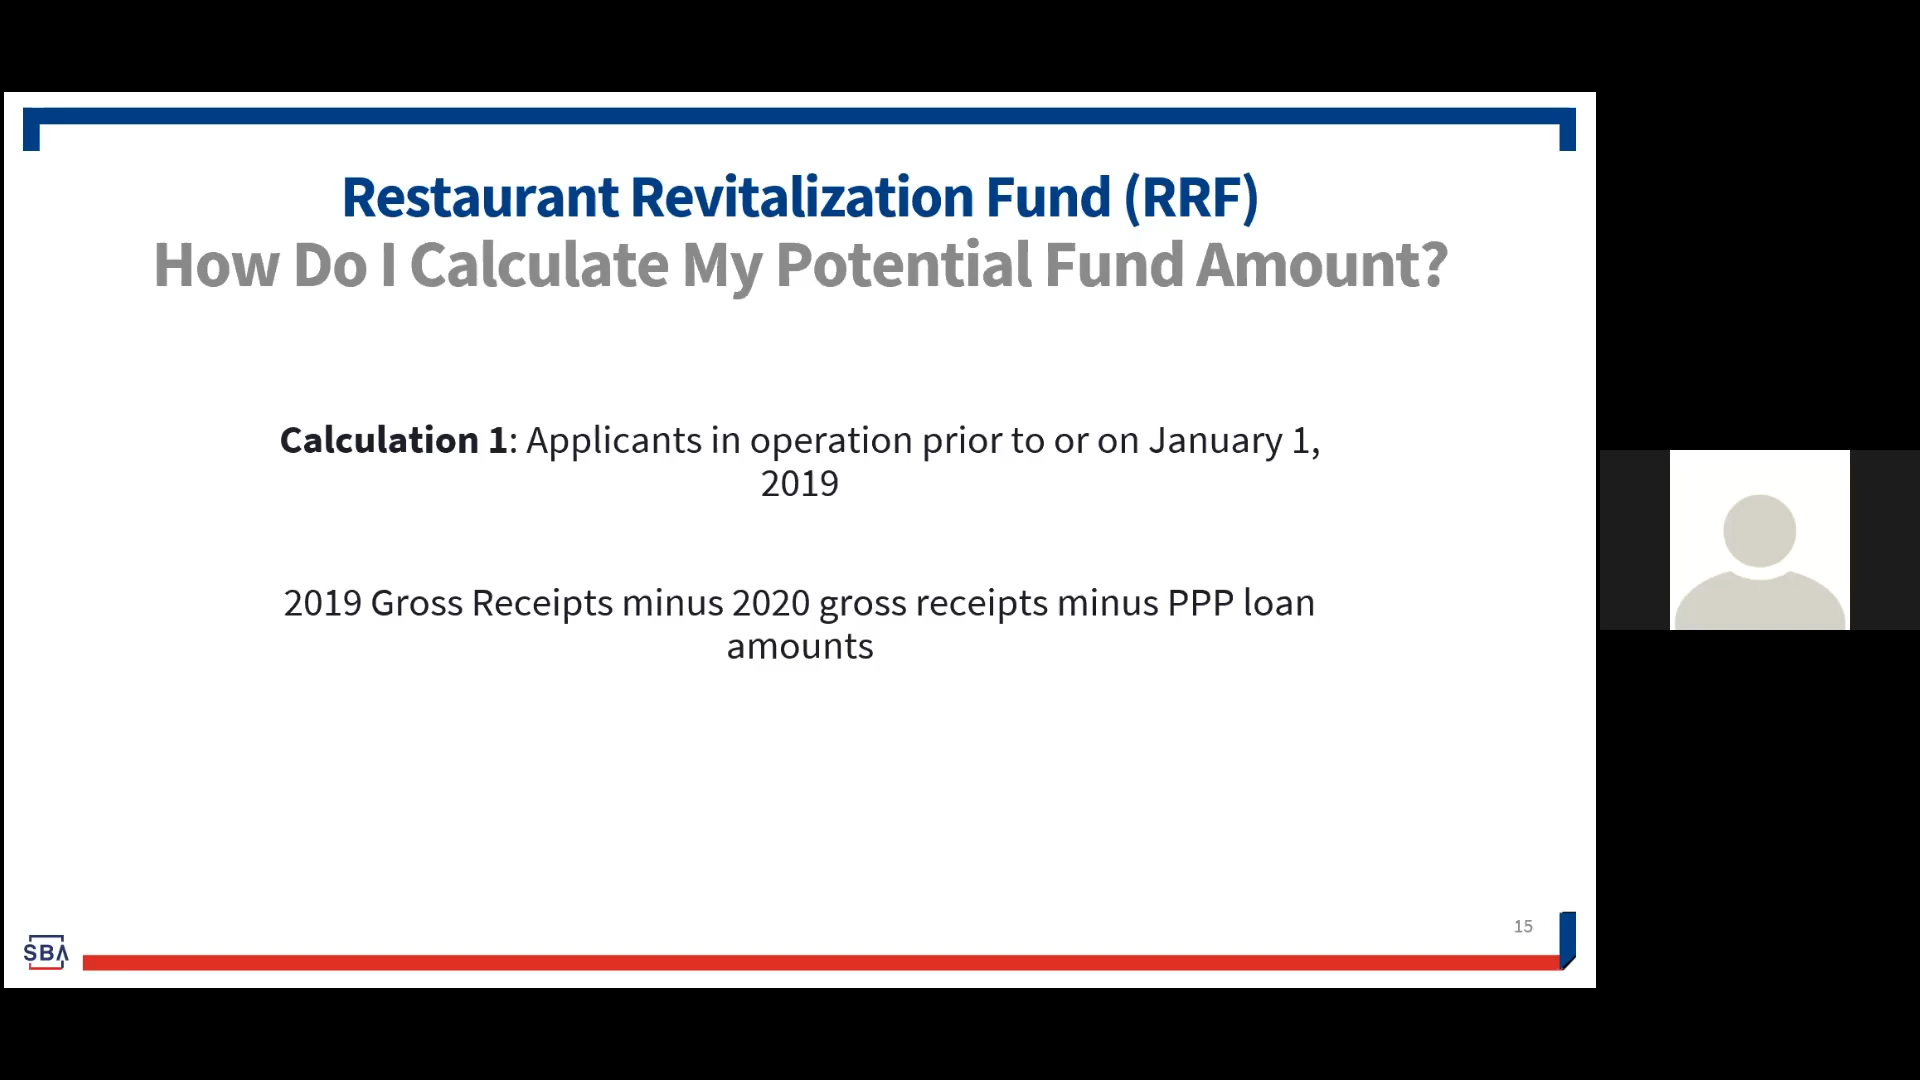 Restaurant Revitalization Fund (RRF)
How Do I Calculate My Potential Fund Amount?
Calculation 1: Applicants in operation prior to or on January 1,
2019
2019 Gross Receipts minus 2020 gross receipts minus PPP loan
amounts
15
SBA